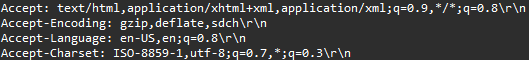 Accept: text/html,application/xhtml+xml,application/xml;q=0.9,*/*;q=0.8\r\n
Accept-Encoding: gzip,deflate,sdch\r\n
Accept-Language: en-US,en;q=0.8\r\n
Accept-Charset: ISO-8859-1,utf-8;q=0.7,*;q=0.3\r\n